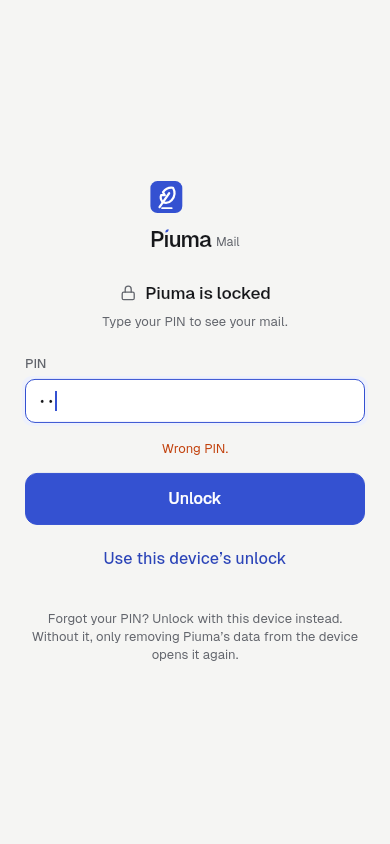 Piuma Mail
Piuma is locked
Type your PIN to see your mail.
PIN
••
Wrong PIN.
Unlock
Use this device’s unlock
Forgot your PIN? Unlock with this device instead.
Without it, only removing Piuma’s data from the device
opens it again.